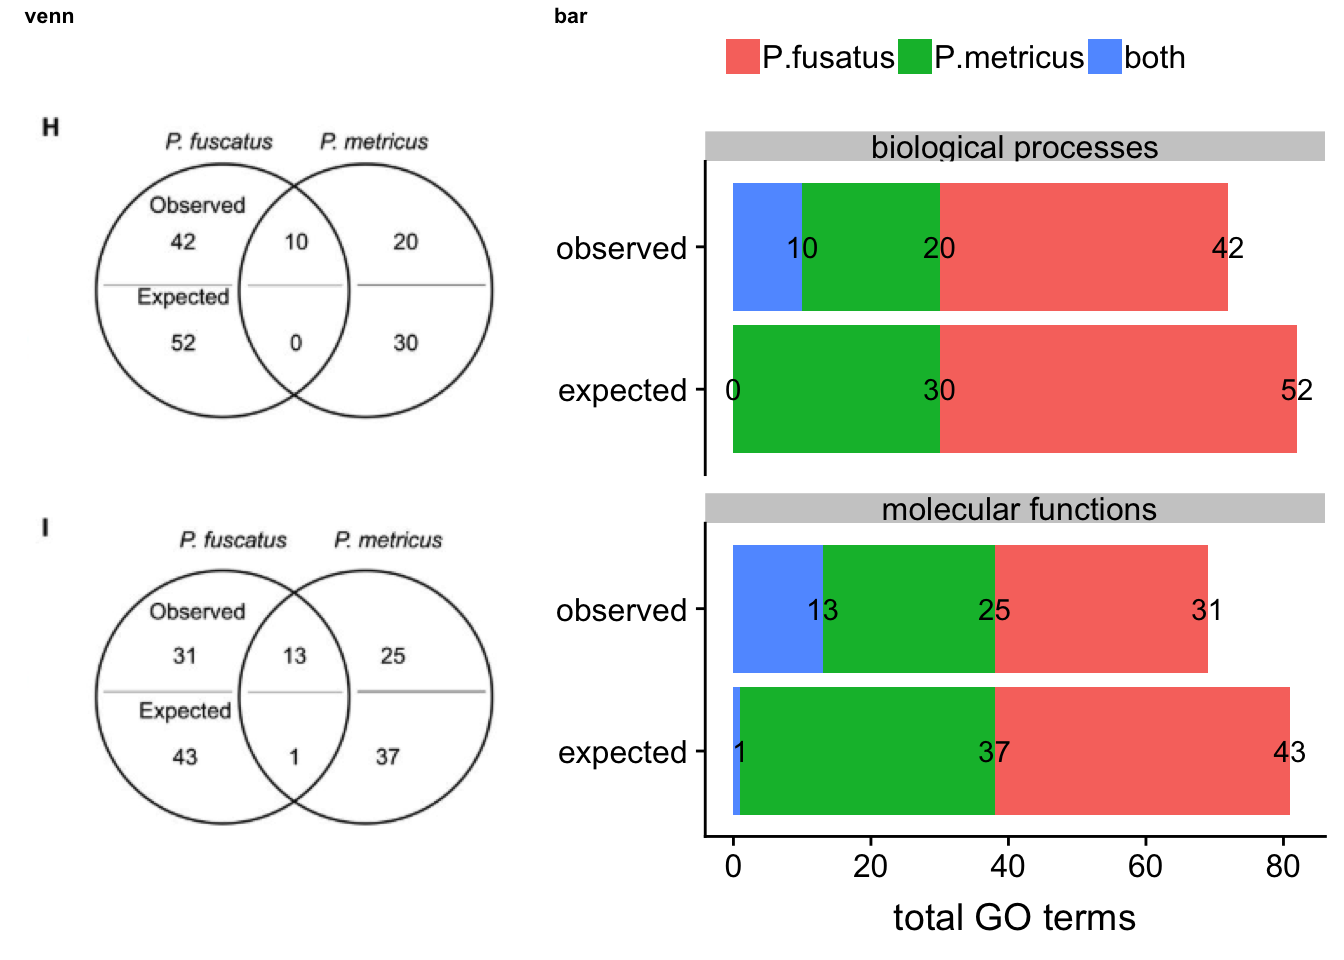 venn
H
P. fuscatus P. metricus
Observed
42 10 20
Expected
52 0 30
I
P. fuscatus P. metricus
Observed
31 13 25
Expected
43 1 37
bar
P.fusatus P.metricus both
biological processes
observed 10 20 42
expected 0 30 52
molecular functions
observed 13 25 31
expected 1 37 43
0 20 40 60 80
total GO terms